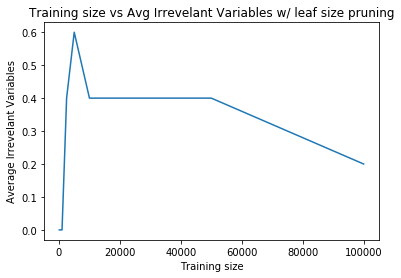 Training size vs Avg Irrevelant Variables w/ leaf size pruning
0.6
0.5
0.4
0.3
0.2
0.1
0.0
Average Irrevelant Variables
0 20000 40000 60000 80000 100000
Training size